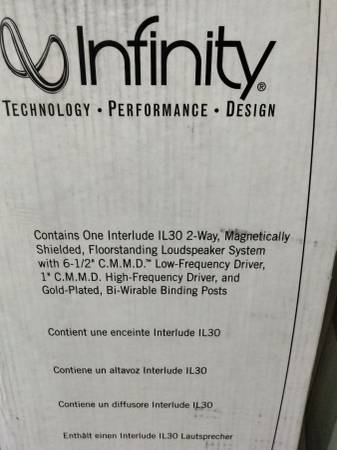 Infinity®
TECHNOLOGY • PERFORMANCE • DESIGN
Contains One Interlude IL30 2-Way, Magnetically
Shielded, Floorstanding Loudspeaker System
with 6-1/2" C.M.M.D.™ Low-Frequency Driver,
1" C.M.M.D. High-Frequency Driver, and
Gold-Plated, Bi-Wirable Binding Posts
Contient une enceinte Interlude IL30
Contiene un altavoz Interlude IL30
Contiene un diffusore Interlude IL30
Enthält einen Interlude IL30 Lautsprecher